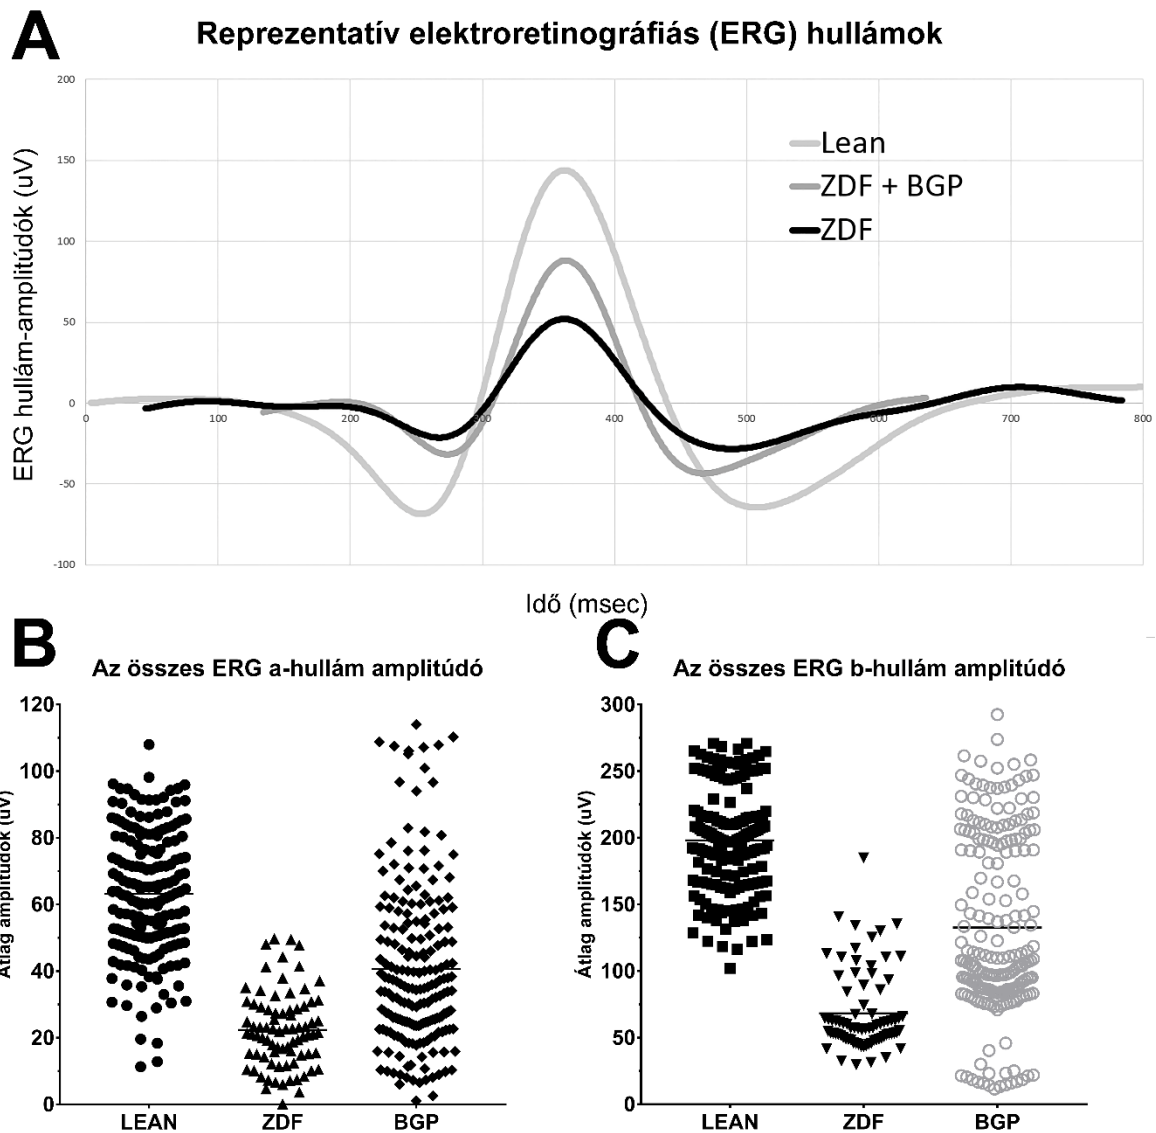 A
Reprezentatív elektroretinográfiás (ERG) hullámok
ERG hullám-amplitúdók (uV)
200
150
100
50
0
-50
-100
0
100
200
300
400
500
600
700
800
Lean
ZDF + BGP
ZDF
Idő (msec)
B
Az összes ERG a-hullám amplitúdó
Átlag amplitúdók (uV)
120
100
80
60
40
20
0
LEAN
ZDF
BGP
C
Az összes ERG b-hullám amplitúdó
Átlag amplitúdók (uV)
300
250
200
150
100
50
0
LEAN
ZDF
BGP